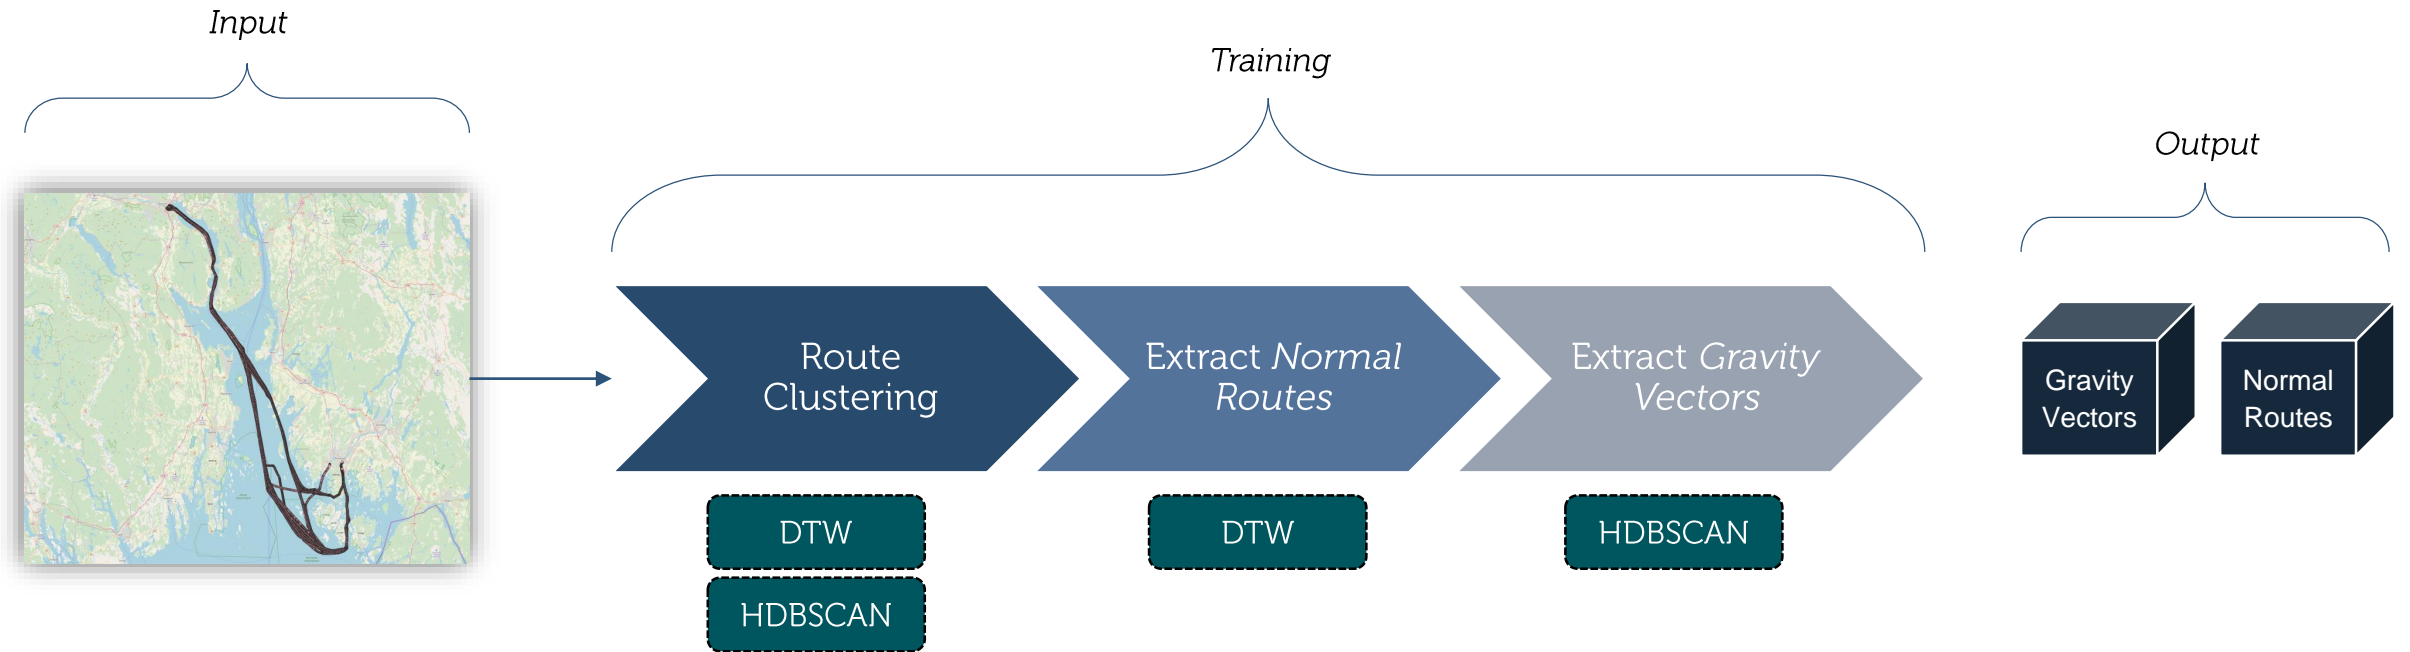 Input
Training
Output
Route
Clustering
Extract Normal
Routes
Extract Gravity
Vectors
Gravity
Vectors
Normal
Routes
DTW
DTW
HDBSCAN
HDBSCAN